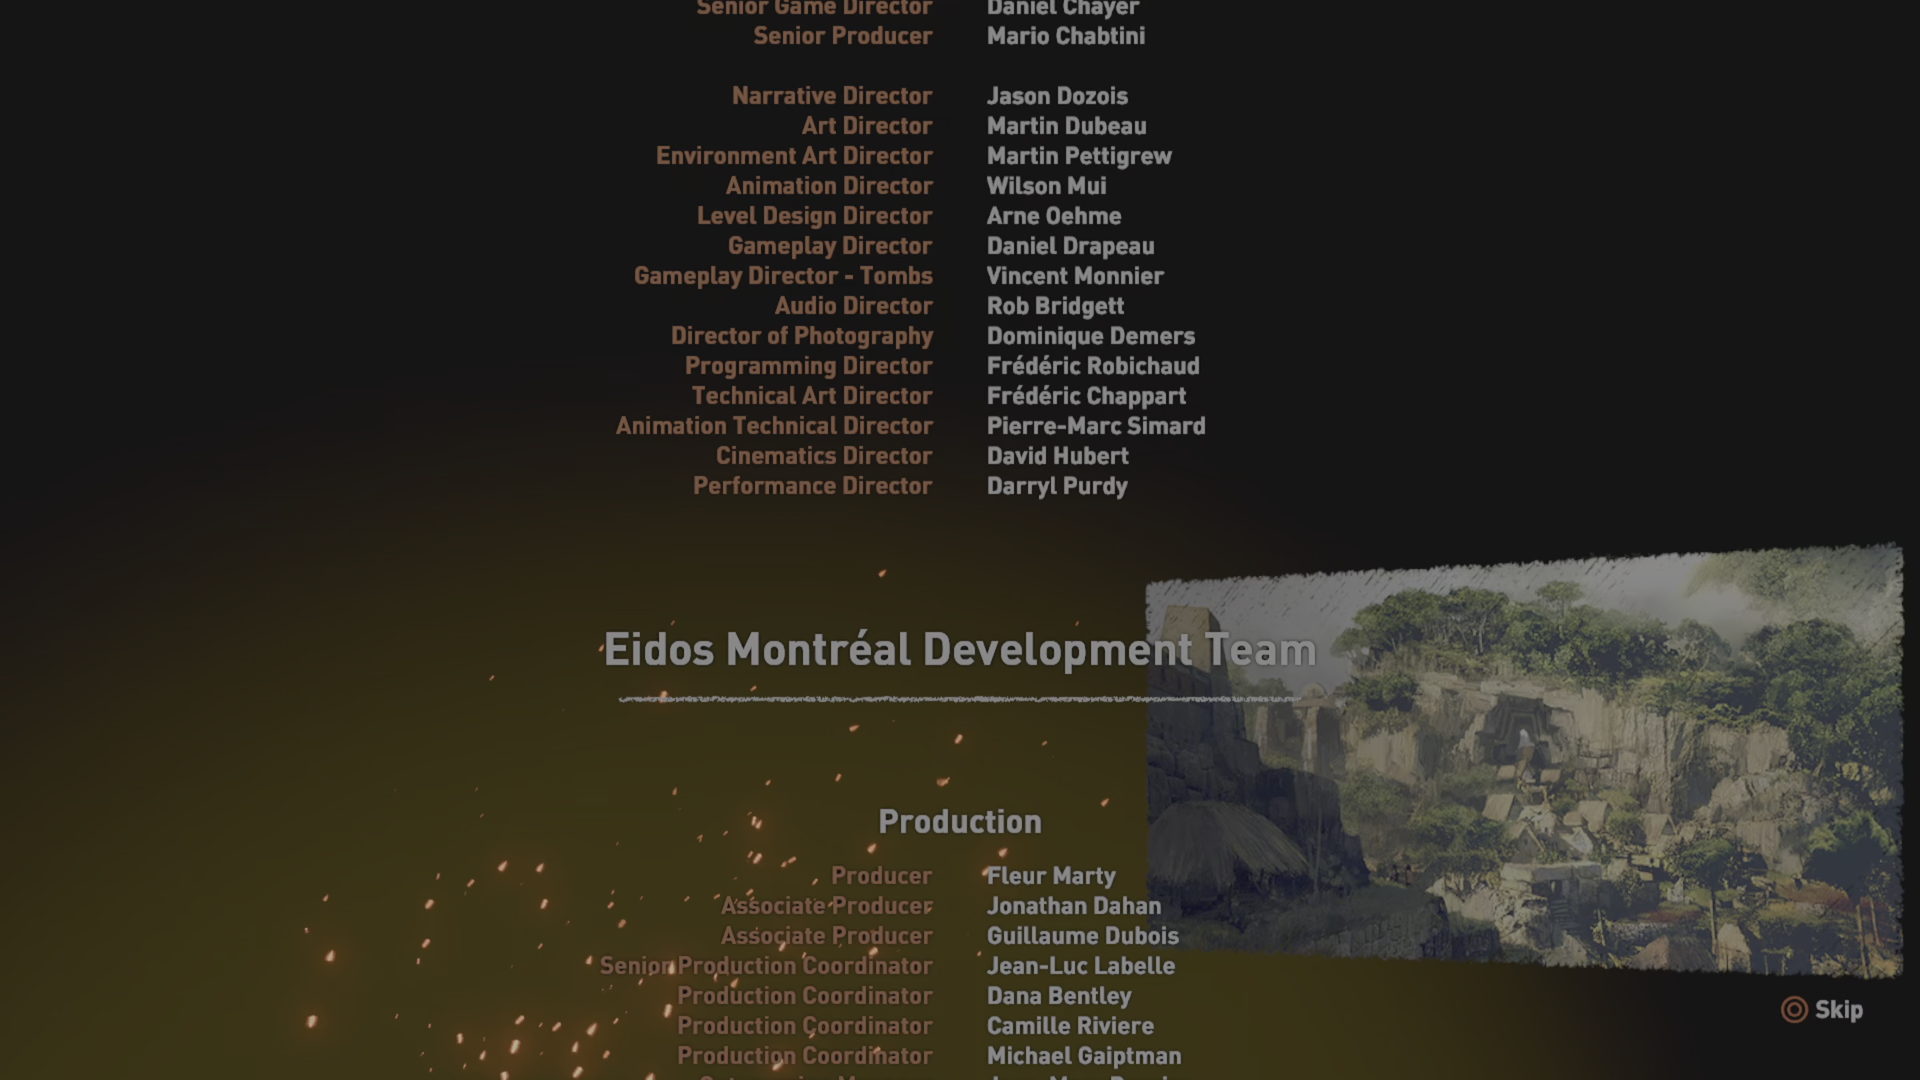 Senior Game Director Daniel Chayer
Senior Producer Mario Chabtini
Narrative Director Jason Dozois
Art Director Martin Dubeau
Environment Art Director Martin Pettigrew
Animation Director Wilson Mui
Level Design Director Arne Oehme
Gameplay Director Daniel Drapeau
Gameplay Director - Tombs Vincent Monnier
Audio Director Rob Bridgett
Director of Photography Dominique Demers
Programming Director Frédéric Robichaud
Technical Art Director Frédéric Chappart
Animation Technical Director Pierre-Marc Simard
Cinematics Director David Hubert
Performance Director Darryl Purdy
Eidos Montréal Development Team
Production
Producer Fleur Marty
Associate Producer Jonathan Dahan
Associate Producer Guillaume Dubois
Senior Production Coordinator Jean-Luc Labelle
Production Coordinator Dana Bentley
Production Coordinator Camille Riviere
Production Coordinator Michael Gaiptman
Skip